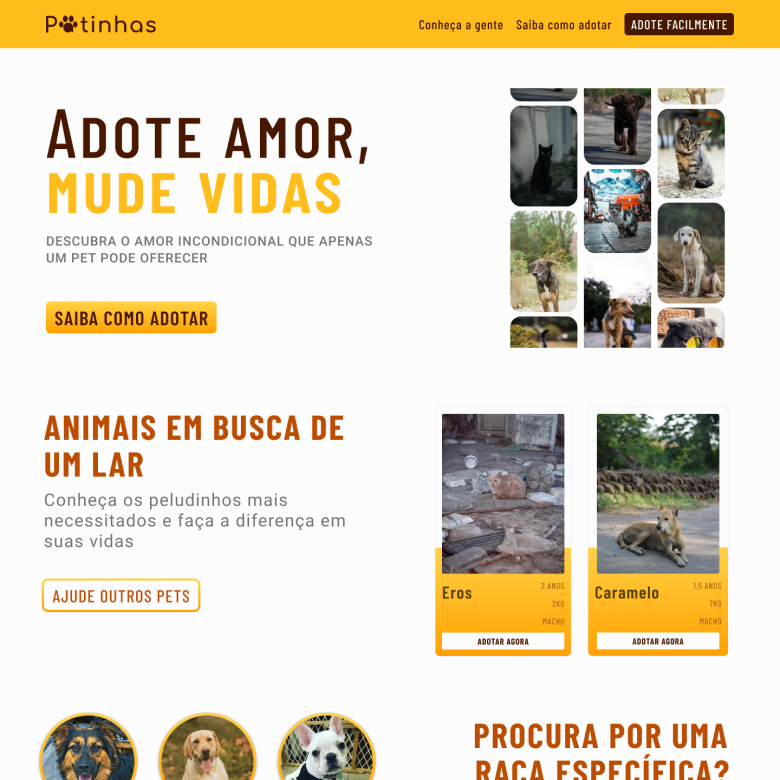 Patinhas
Conheça a gente
Saiba como adotar
ADOTE FACILMENTE
ADOTE AMOR,
MUDE VIDAS
DESCUBRA O AMOR INCONDICIONAL QUE APENAS
UM PET PODE OFERECER
SAIBA COMO ADOTAR
ANIMAIS EM BUSCA DE
UM LAR
Conheça os peludinhos mais
necessitados e faça a diferença em
suas vidas
AJUDE OUTROS PETS
Eros
2 ANOS
2KG
MACHO
ADOTAR AGORA
Caramelo
1,5 ANOS
7KG
MACHO
ADOTAR AGORA
PROCURA POR UMA
RAÇA ESPECÍFICA?